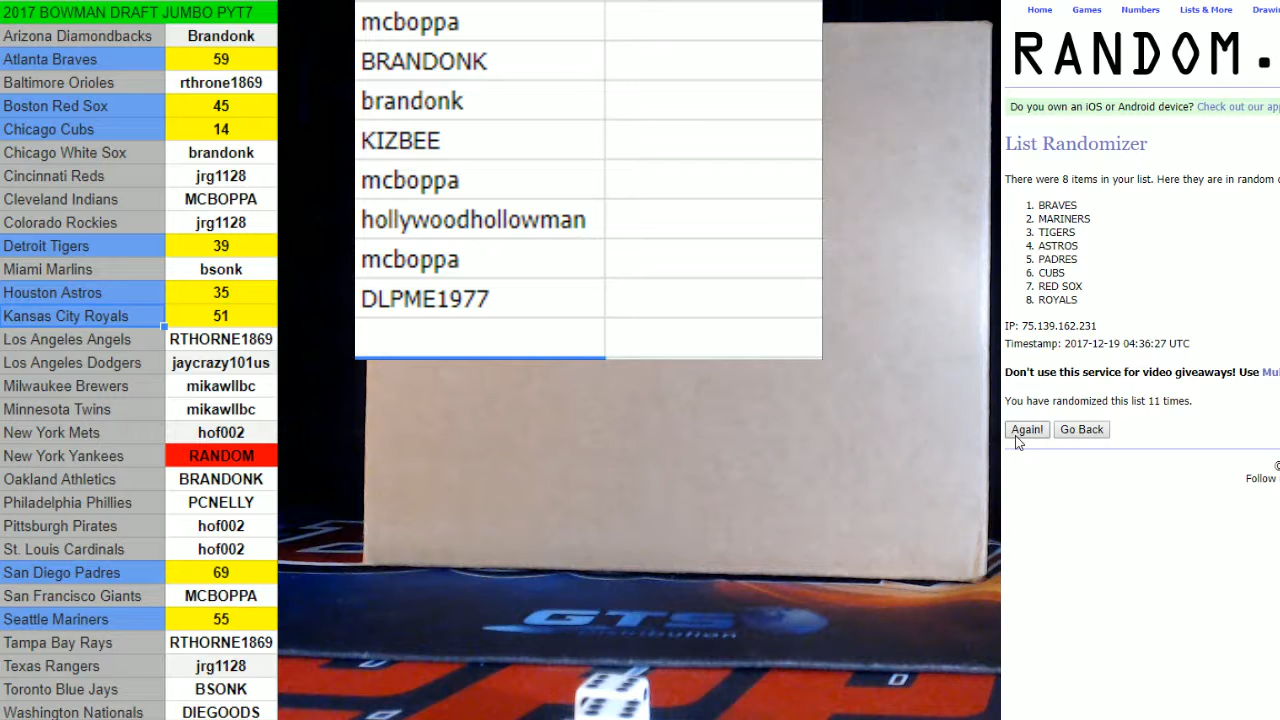 2017 BOWMAN DRAFT JUMBO PYT7
Arizona Diamondbacks Brandonk
Atlanta Braves 59
Baltimore Orioles rthrone1869
Boston Red Sox 45
Chicago Cubs 14
Chicago White Sox brandonk
Cincinnati Reds jrg1128
Cleveland Indians MCBOPPA
Colorado Rockies jrg1128
Detroit Tigers 39
Miami Marlins bsonk
Houston Astros 35
Kansas City Royals 51
Los Angeles Angels RTHORNE1869
Los Angeles Dodgers jaycrazy101us
Milwaukee Brewers mikawllbc
Minnesota Twins mikawllbc
New York Mets hof002
New York Yankees RANDOM
Oakland Athletics BRANDONK
Philadelphia Phillies PCNELLY
Pittsburgh Pirates hof002
St. Louis Cardinals hof002
San Diego Padres 69
San Francisco Giants MCBOPPA
Seattle Mariners 55
Tampa Bay Rays RTHORNE1869
Texas Rangers jrg1128
Toronto Blue Jays BSONK
Washington Nationals DIEGOODS
mcboppa
BRANDONK
brandonk
KIZBEE
mcboppa
hollywoodhollowman
mcboppa
DLPME1977
GTS
Distribution
Home Games Numbers Lists & More Drawi
RANDOM.
Do you own an iOS or Android device? Check out our app
List Randomizer
There were 8 items in your list. Here they are in random o
1. BRAVES
2. MARINERS
3. TIGERS
4. ASTROS
5. PADRES
6. CUBS
7. RED SOX
8. ROYALS
IP: 75.139.162.231
Timestamp: 2017-12-19 04:36:27 UTC
Don't use this service for video giveaways! Use Mul
You have randomized this list 11 times.
Again! Go Back
©
Follow